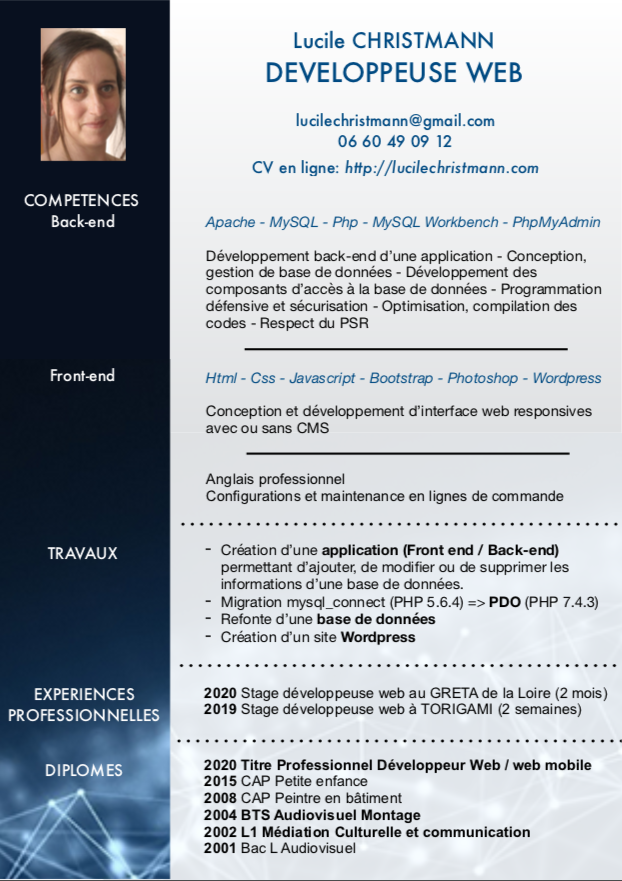 Lucile CHRISTMANN
DEVELOPPEUSE WEB
lucilechristmann@gmail.com
06 60 49 09 12
CV en ligne: http://lucilechristmann.com
COMPETENCES
Back-end
Apache - MySQL - Php - MySQL Workbench - PhpMyAdmin
Développement back-end d'une application - Conception,
gestion de base de données - Développement des
composants d'accès à la base de données - Programmation
défensive et sécurisation - Optimisation, compilation des
codes - Respect du PSR
Front-end
Html - Css - Javascript - Bootstrap - Photoshop - Wordpress
Conception et développement d'interface web responsives
avec ou sans CMS
Anglais professionnel
Configurations et maintenance en lignes de commande
TRAVAUX
- Création d'une application (Front end / Back-end)
permettant d'ajouter, de modifier ou de supprimer les
informations d'une base de données.
- Migration mysql_connect (PHP 5.6.4) => PDO (PHP 7.4.3)
- Refonte d'une base de données
- Création d'un site Wordpress
EXPERIENCES
PROFESSIONNELLES
2020 Stage développeuse web au GRETA de la Loire (2 mois)
2019 Stage développeuse web à TORIGAMI (2 semaines)
DIPLOMES
2020 Titre Professionnel Développeur Web / web mobile
2015 CAP Petite enfance
2008 CAP Peintre en bâtiment
2004 BTS Audiovisuel Montage
2002 L1 Médiation Culturelle et communication
2001 Bac L Audiovisuel